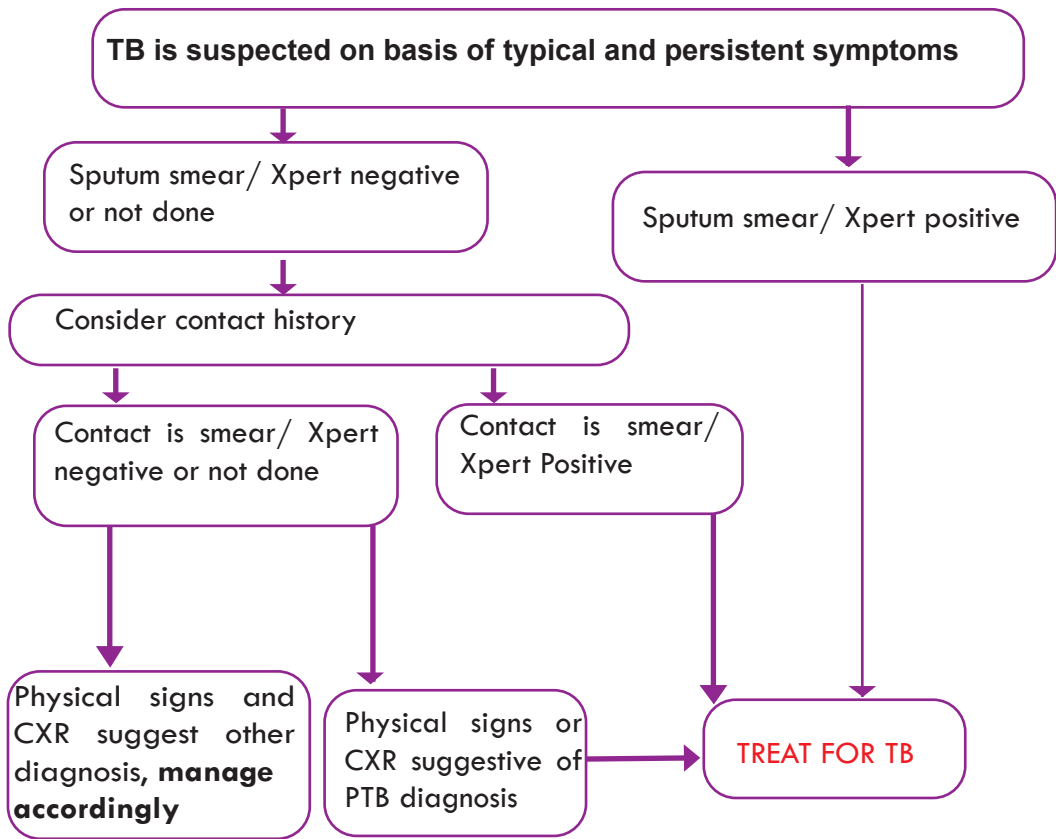 TB is suspected on basis of typical and persistent symptoms
Sputum smear/ Xpert negative
or not done
Sputum smear/ Xpert positive
Consider contact history
Contact is smear/ Xpert
negative or not done
Contact is smear/
Xpert Positive
Physical signs and
CXR suggest other
diagnosis, manage
accordingly
Physical signs or
CXR suggestive of
PTB diagnosis
TREAT FOR TB